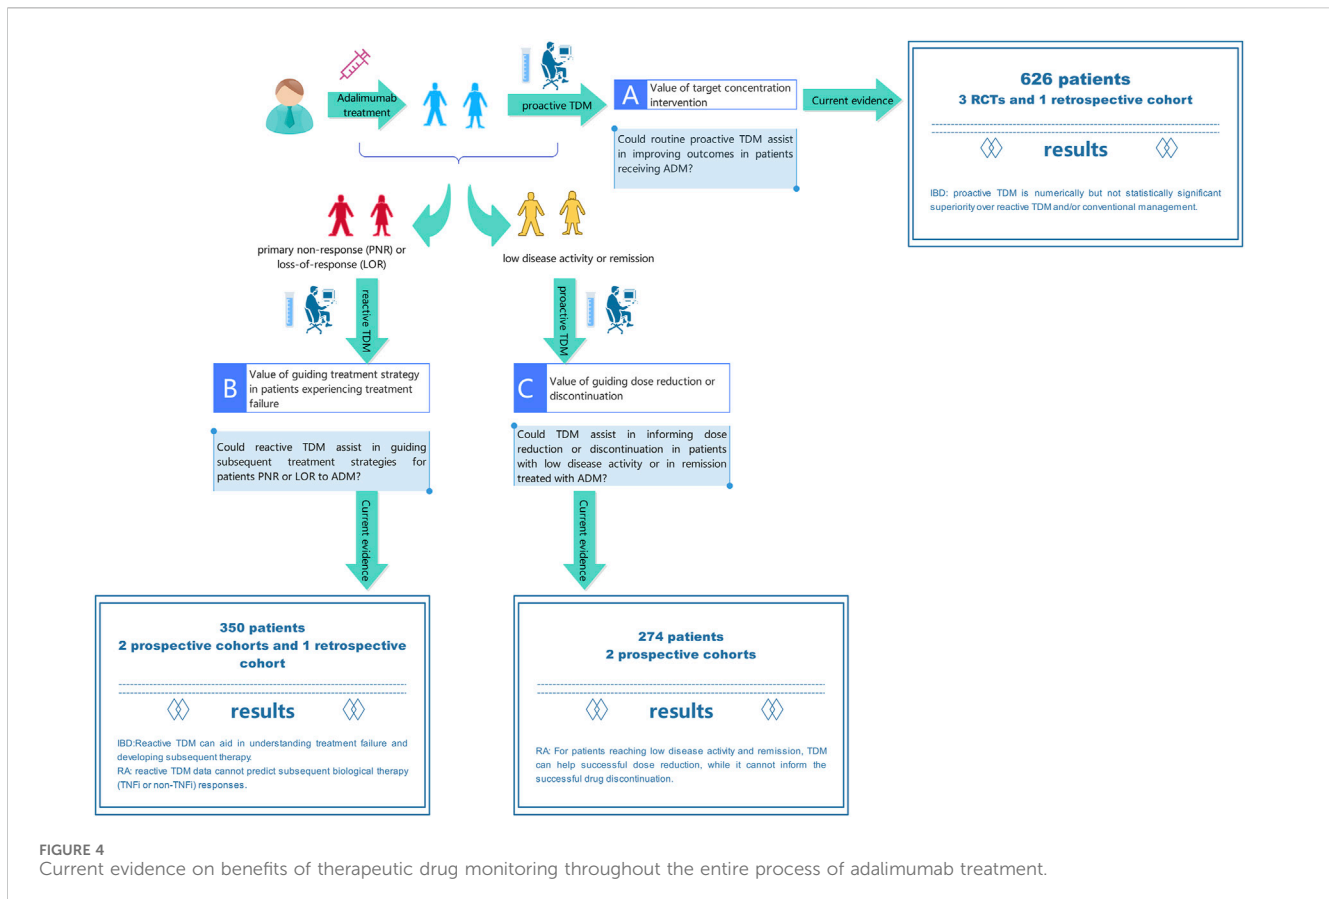 Adalimumab
treatment
proactive TDM
A
Value of target concentration
intervention
Current evidence
Could routine proactive TDM assist
in improving outcomes in patients
receiving ADM?
626 patients
3 RCTs and 1 retrospective cohort
results
IBD: proactive TDM is numerically but not statistically significant
superiority over reactive TDM and/or conventional management.
primary non-response (PNR) or
loss-of-response (LOR)
low disease activity or remission
reactive TDM
proactive TDM
B
Value of guiding treatment strategy
in patients experiencing treatment
failure
C
Value of guiding dose reduction or
discontinuation
Could reactive TDM assist in guiding
subsequent treatment strategies for
patients PNR or LOR to ADM?
Could TDM assist in informing dose
reduction or discontinuation in patients
with low disease activity or in remission
treated with ADM?
Current evidence
Current evidence
350 patients
2 prospective cohorts and 1 retrospective
cohort
results
IBD:Reactive TDM can aid in understanding treatment failure and
developing subsequent therapy.
RA: reactive TDM data cannot predict subsequent biological therapy
(TNFi or non-TNFi) responses.
274 patients
2 prospective cohorts
results
RA: For patients reaching low disease activity and remission, TDM
can help successful dose reduction, while it cannot inform the
successful drug discontinuation.
FIGURE 4
Current evidence on benefits of therapeutic drug monitoring throughout the entire process of adalimumab treatment.